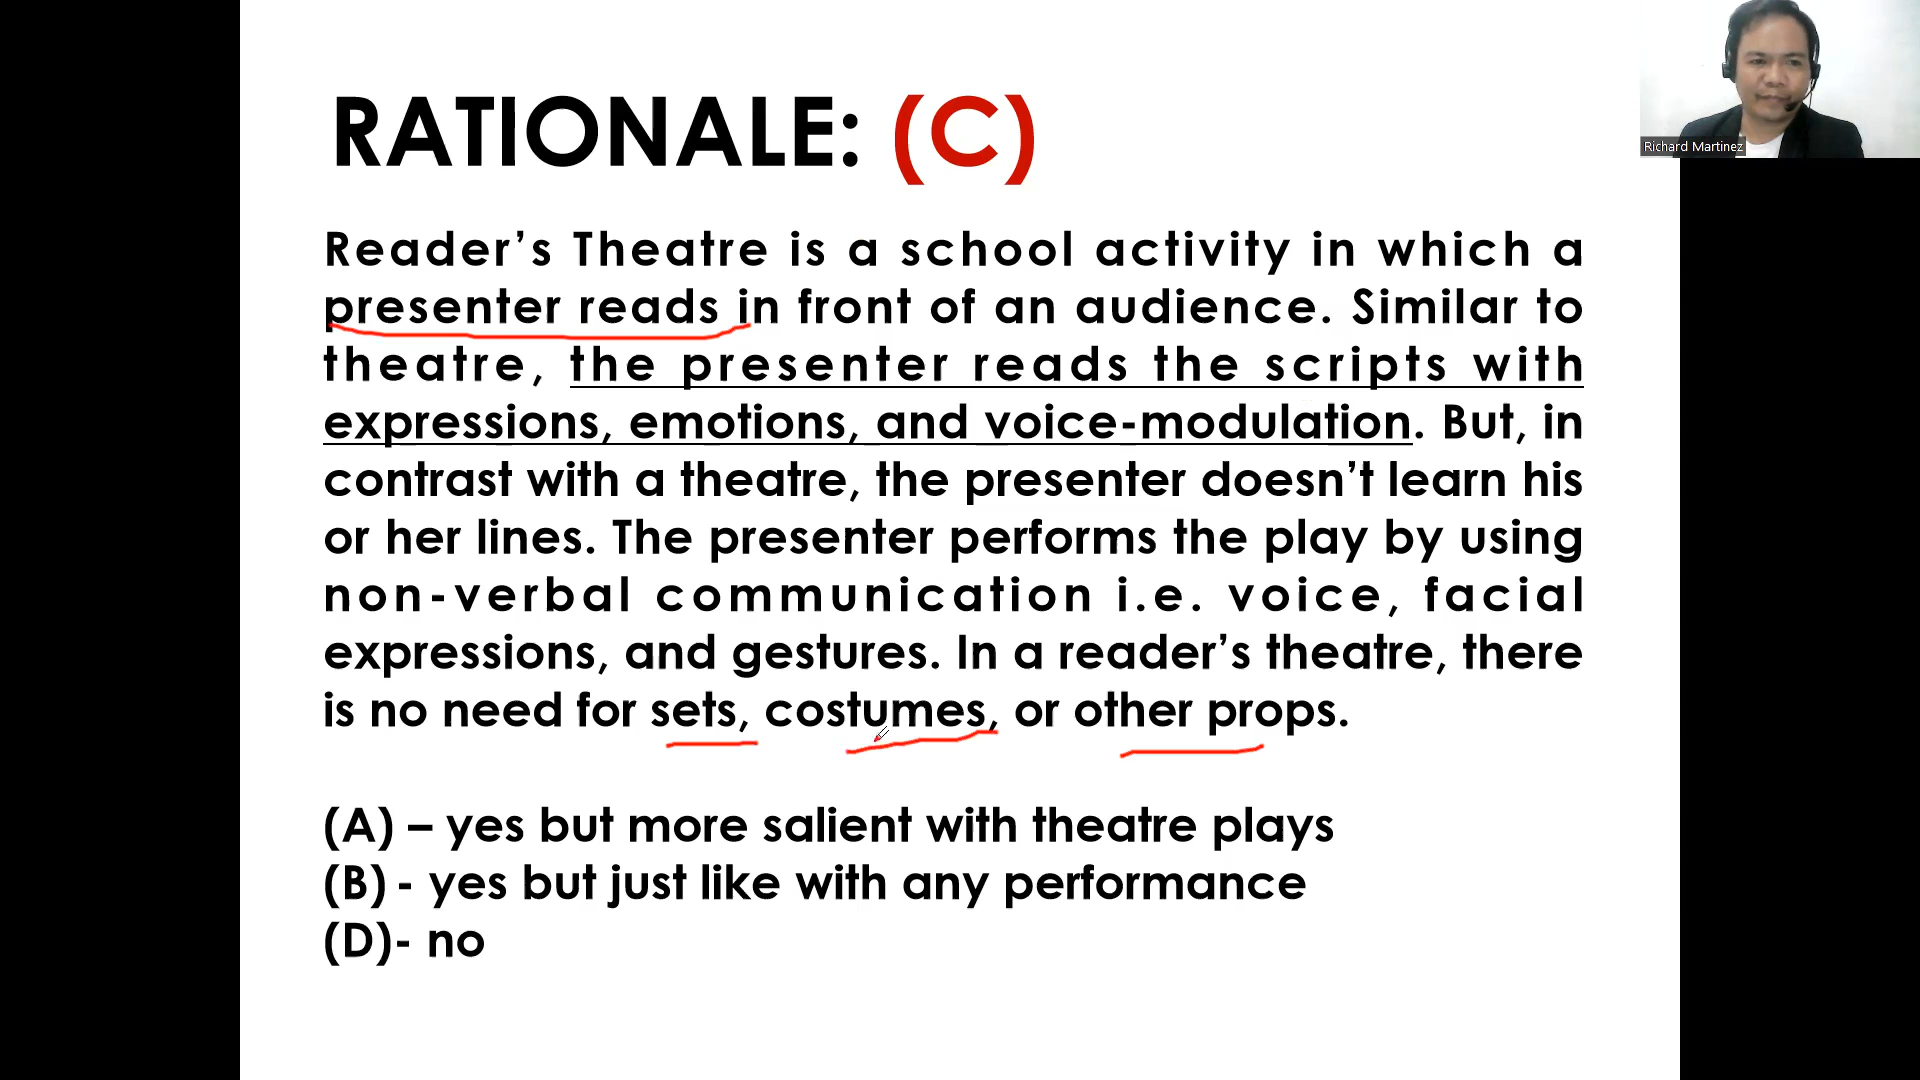 RATIONALE: (C)
Richard Martinez
Reader’s Theatre is a school activity in which a
presenter reads in front of an audience. Similar to
theatre, the presenter reads the scripts with
expressions, emotions, and voice-modulation. But, in
contrast with a theatre, the presenter doesn’t learn his
or her lines. The presenter performs the play by using
non-verbal communication i.e. voice, facial
expressions, and gestures. In a reader’s theatre, there
is no need for sets, costumes, or other props.
(A) – yes but more salient with theatre plays
(B) - yes but just like with any performance
(D)- no